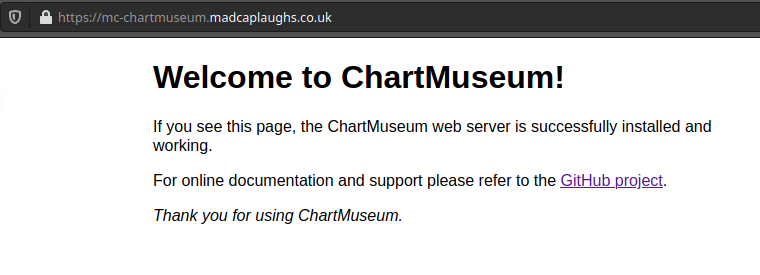 https://mc-chartmuseum.madcaplaughs.co.uk
Welcome to ChartMuseum!
If you see this page, the ChartMuseum web server is successfully installed and
working.
For online documentation and support please refer to the GitHub project.
Thank you for using ChartMuseum.